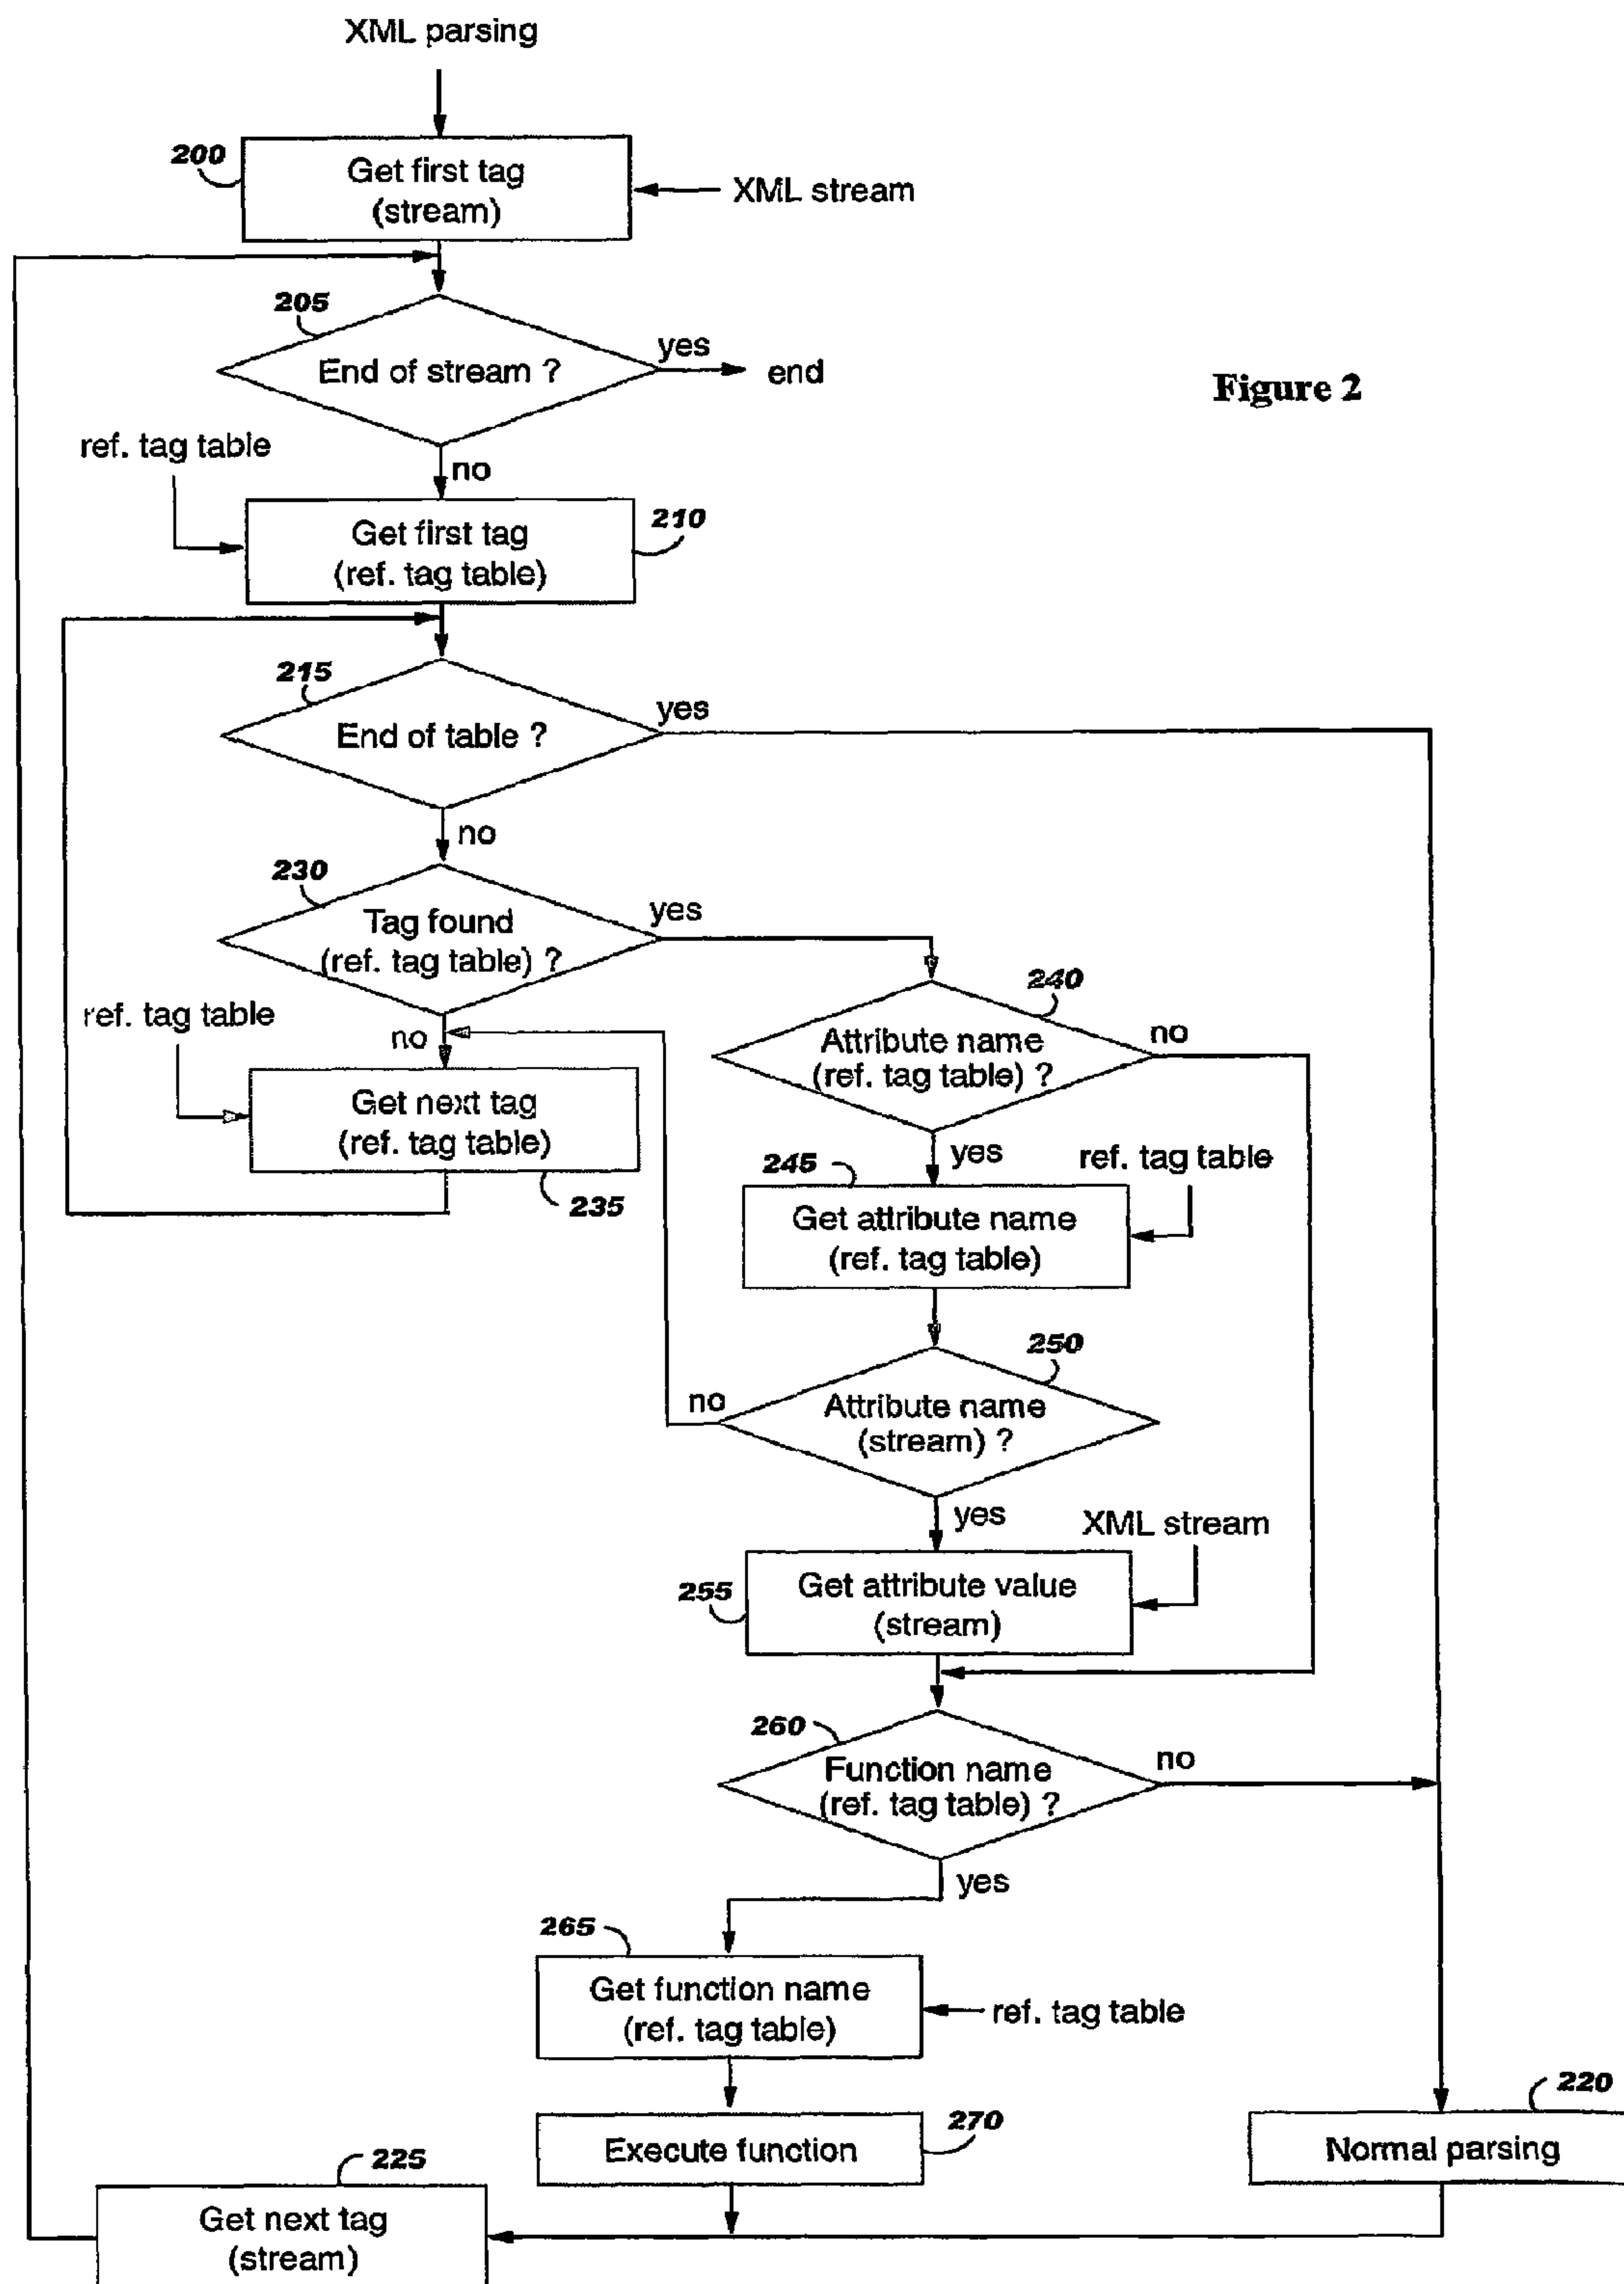 XML parsing
200
Get first tag
(stream)
XML stream
205
End of stream ?
yes
end
Figure 2
ref. tag table
no
Get first tag
(ref. tag table)
210
215
End of table ?
yes
no
230
Tag found
(ref. tag table) ?
yes
240
Attribute name
(ref. tag table) ?
no
ref. tag table
no
Get next tag
(ref. tag table)
235
yes
245
ref. tag table
Get attribute name
(ref. tag table)
250
no
Attribute name
(stream) ?
yes
XML stream
255
Get attribute value
(stream)
260
Function name
(ref. tag table) ?
no
yes
265
Get function name
(ref. tag table)
ref. tag table
270
Execute function
220
Normal parsing
225
Get next tag
(stream)